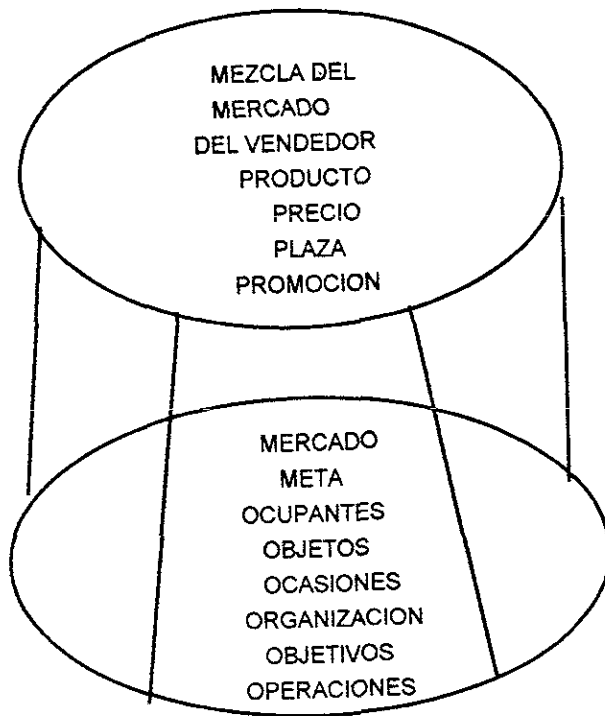 MEZCLA DEL
MERCADO
DEL VENDEDOR
PRODUCTO
PRECIO
PLAZA
PROMOCION
MERCADO
META
OCUPANTES
OBJETOS
OCASIONES
ORGANIZACION
OBJETIVOS
OPERACIONES